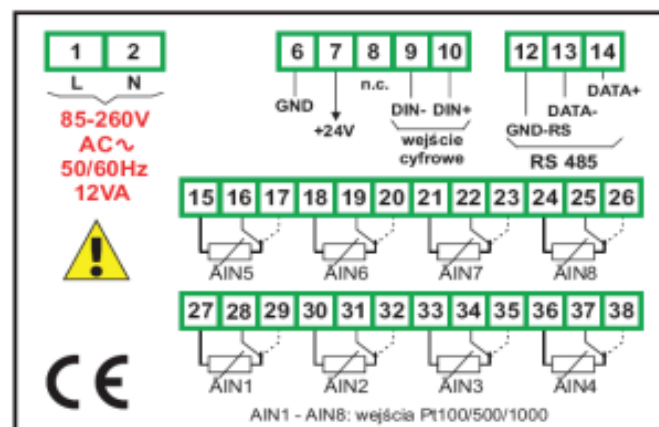 1 2
L N
85-260V
AC∿
50/60Hz
12VA
6 7 8 9 10
GND
+24V
n.c.
DIN- DIN+
wejście
cyfrowe
12 13 14
DATA+
DATA-
GND-RS
RS 485
15 16 17 18 19 20 21 22 23 24 25 26
AIN5 AIN6 AIN7 AIN8
27 28 29 30 31 32 33 34 35 36 37 38
AIN1 AIN2 AIN3 AIN4
CE
AIN1 - AIN8: wejścia Pt100/500/1000